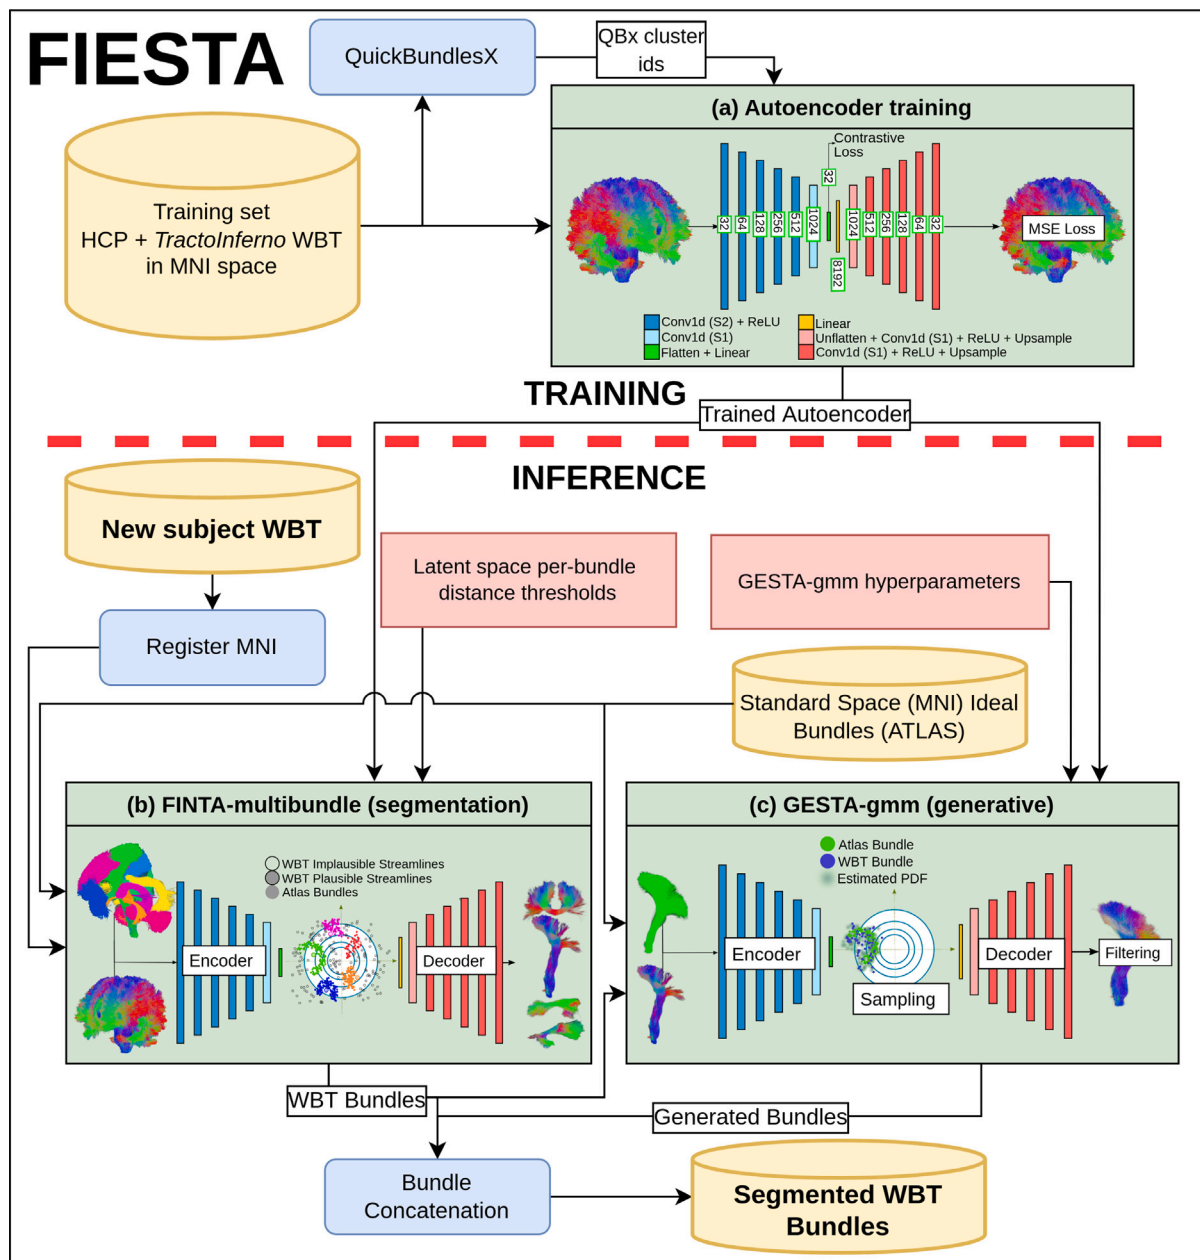 FIESTA
QuickBundlesX
QBx cluster
ids
Training set
HCP + TractoInferno WBT
in MNI space
(a) Autoencoder training
Contrastive
Loss
32
64
128
256
512
1024
32
8192
1024
512
256
128
64
32
MSE Loss
Conv1d (S2) + ReLU
Conv1d (S1)
Flatten + Linear
Linear
Unflatten + Conv1d (S1) + ReLU + Upsample
Conv1d (S1) + ReLU + Upsample
TRAINING
Trained Autoencoder
INFERENCE
New subject WBT
Register MNI
Latent space per-bundle
distance thresholds
GESTA-gmm hyperparameters
Standard Space (MNI) Ideal
Bundles (ATLAS)
(b) FINTA-multibundle (segmentation)
WBT Implausible Streamlines
WBT Plausible Streamlines
Atlas Bundles
Encoder
Decoder
(c) GESTA-gmm (generative)
Atlas Bundle
WBT Bundle
Estimated PDF
Encoder
Sampling
Decoder
Filtering
WBT Bundles
Generated Bundles
Bundle
Concatenation
Segmented WBT
Bundles